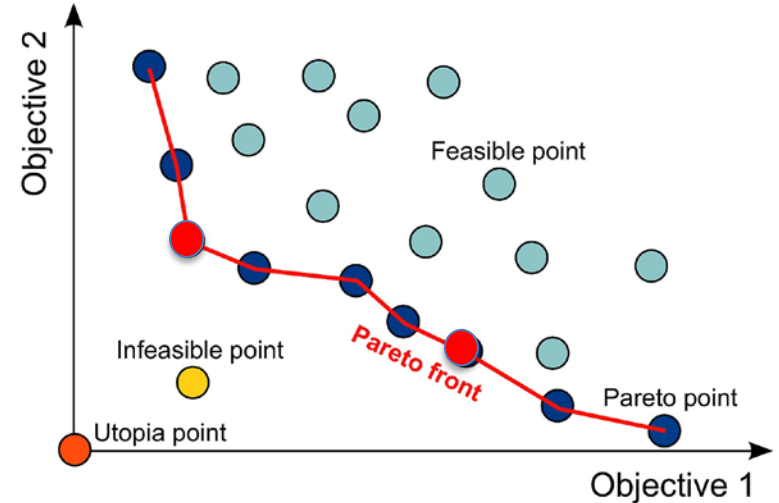 Objective 2
Feasible point
Infeasible point
Pareto front
Pareto point
Utopia point
Objective 1